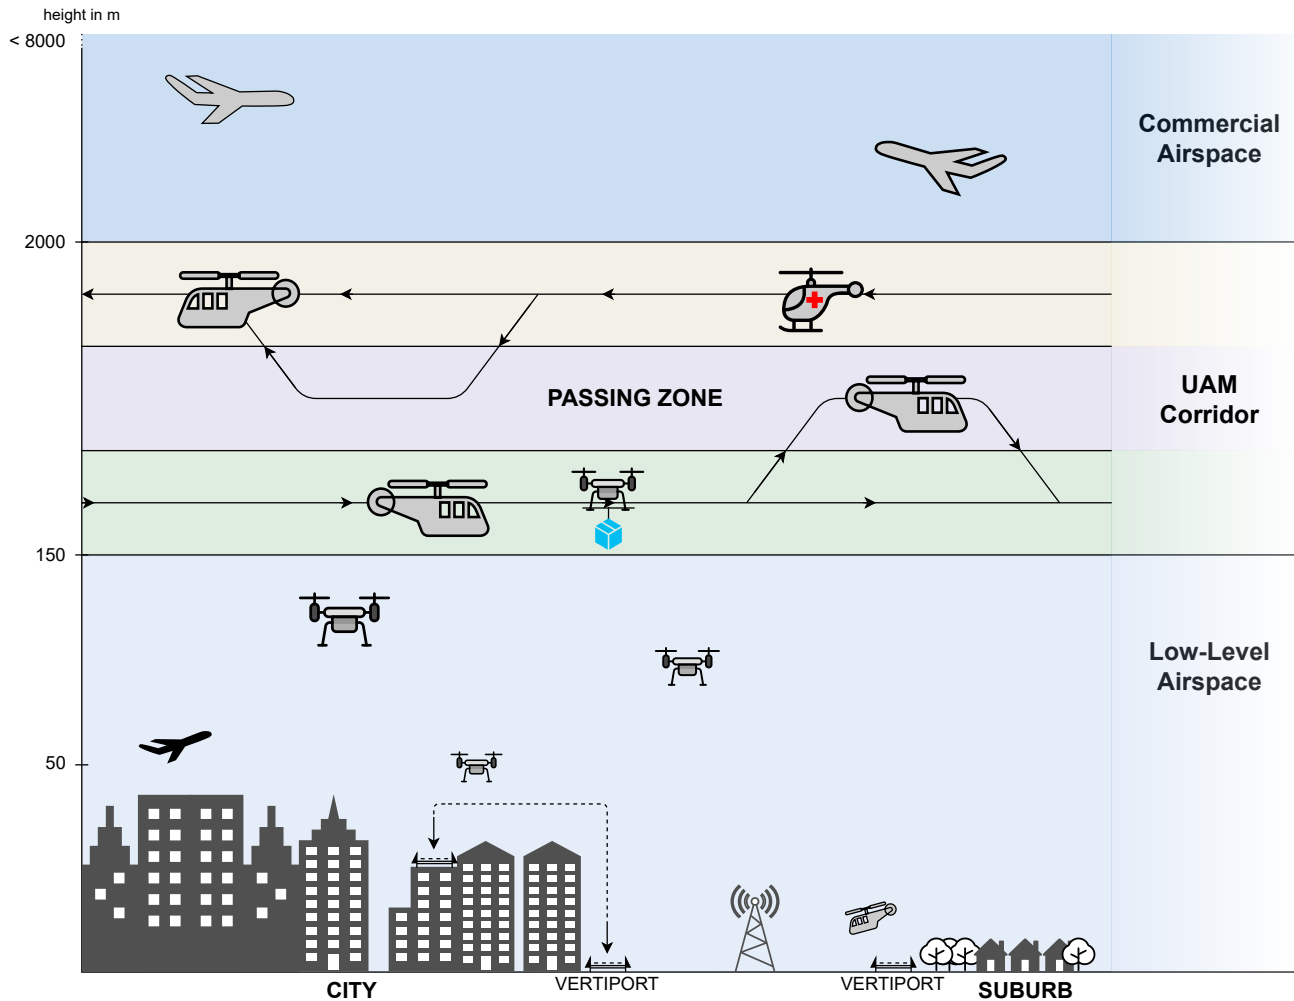 height in m
< 8000
Commercial
Airspace
2000
PASSING ZONE
UAM
Corridor
150
Low-Level
Airspace
50
CITY
VERTIPORT
VERTIPORT
SUBURB